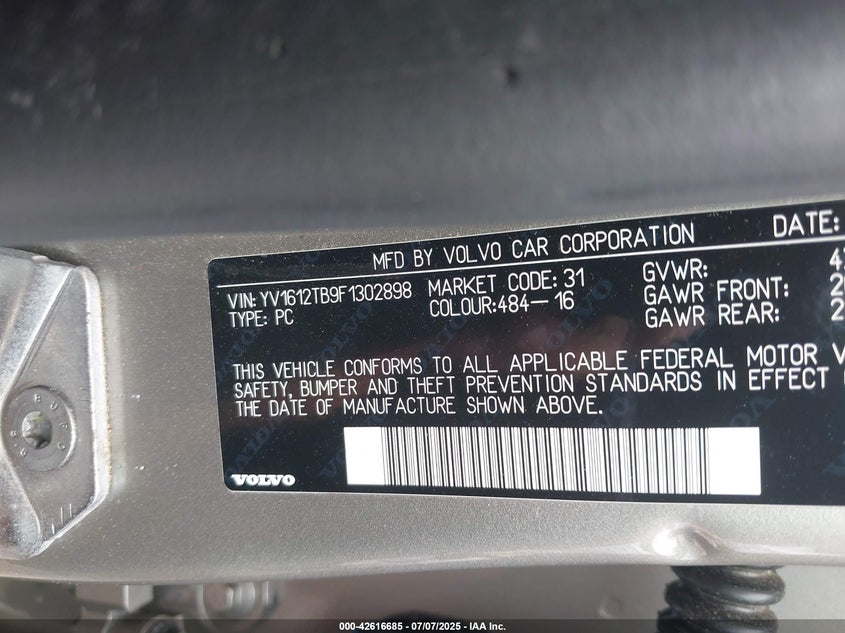 MFD BY VOLVO CAR CORPORATION DATE:
VIN: YV1612TB9F1302898 MARKET CODE: 31 GVWR:
TYPE: PC COLOUR:484-16 GAWR FRONT:
GAWR REAR:
THIS VEHICLE CONFORMS TO ALL APPLICABLE FEDERAL MOTOR V
SAFETY, BUMPER AND THEFT PREVENTION STANDARDS IN EFFECT
THE DATE OF MANUFACTURE SHOWN ABOVE.
VOLVO
000-42616685 - 07/07/2025 - IAA Inc.